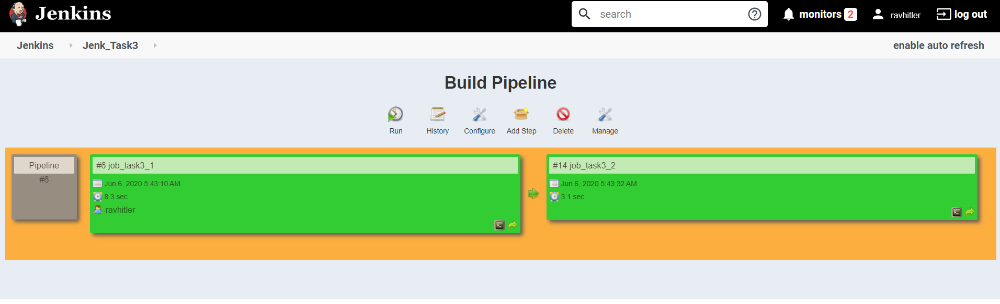 Jenkins
search
monitors 2
ravhitler
log out
Jenkins
Jenk_Task3
enable auto refresh
Build Pipeline
Run
History
Configure
Add Step
Delete
Manage
Pipeline
#6
#6 job_task3_1
Jun 6, 2020 5:43:10 AM
8.3 sec
ravhitler
#14 job_task3_2
Jun 6, 2020 5:43:32 AM
3.1 sec